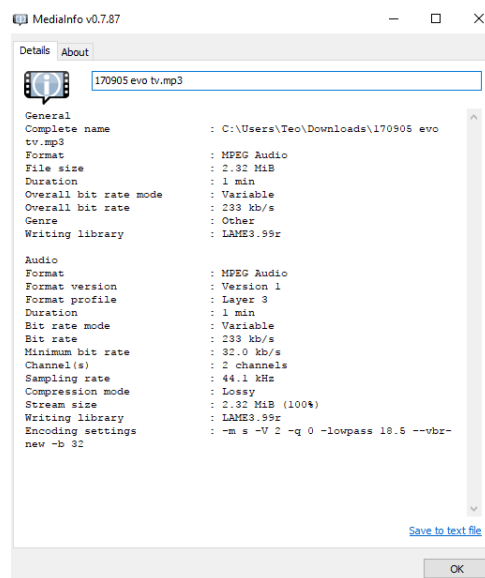 MediaInfo v0.7.87
Details About
170905 evo tv.mp3
General
Complete name : C:\Users\Teo\Downloads\170905 evo
tv.mp3
Format : MPEG Audio
File size : 2.32 MiB
Duration : 1 min
Overall bit rate mode : Variable
Overall bit rate : 233 kb/s
Genre : Other
Writing library : LAME3.99r
Audio
Format : MPEG Audio
Format version : Version 1
Format profile : Layer 3
Duration : 1 min
Bit rate mode : Variable
Bit rate : 233 kb/s
Minimum bit rate : 32.0 kb/s
Channel(s) : 2 channels
Sampling rate : 44.1 kHz
Compression mode : Lossy
Stream size : 2.32 MiB (100%)
Writing library : LAME3.99r
Encoding settings : -m s -V 2 -q 0 -lowpass 18.5 --vbr-
new -b 32
Save to text file
OK